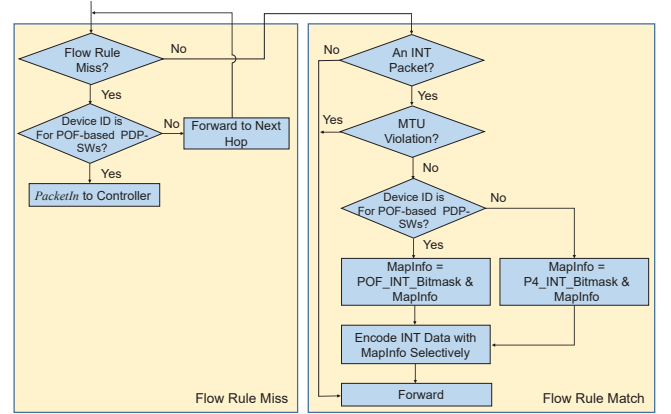 Flow Rule
Miss?
No
Yes
Device ID is
For POF-based PDP-
SWs?
No
Forward to Next
Hop
Yes
PacketIn to Controller
Flow Rule Miss
An INT
Packet?
No
Yes
MTU
Violation?
Yes
No
Device ID is
For POF-based PDP-
SWs?
No
Yes
MapInfo =
POF_INT_Bitmask &
MapInfo
MapInfo =
P4_INT_Bitmask &
MapInfo
Encode INT Data with
MapInfo Selectively
Forward
Flow Rule Match